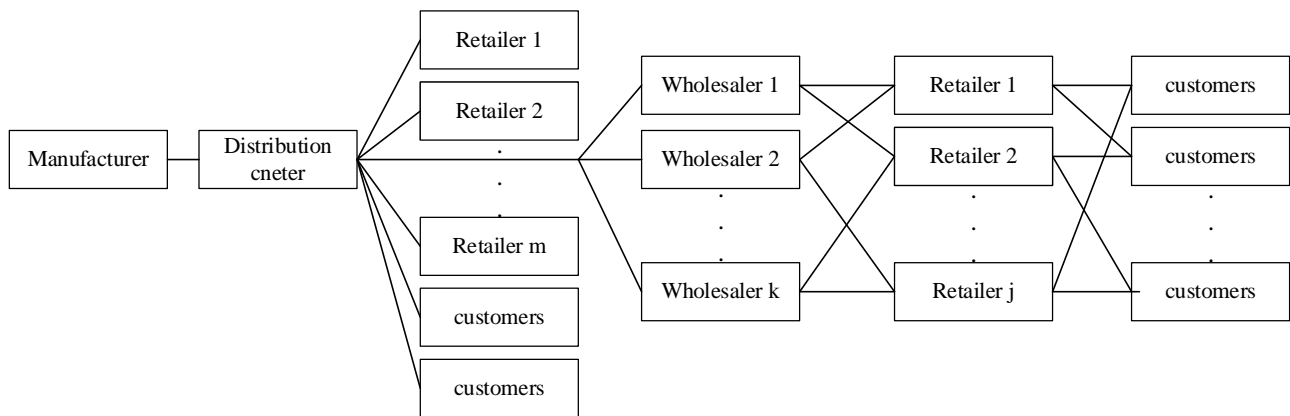 Manufacturer
Distribution
cneter
Retailer 1
Retailer 2
Retailer m
customers
customers
Wholesaler 1
Wholesaler 2
Wholesaler k
Retailer 1
Retailer 2
Retailer j
customers
customers
customers